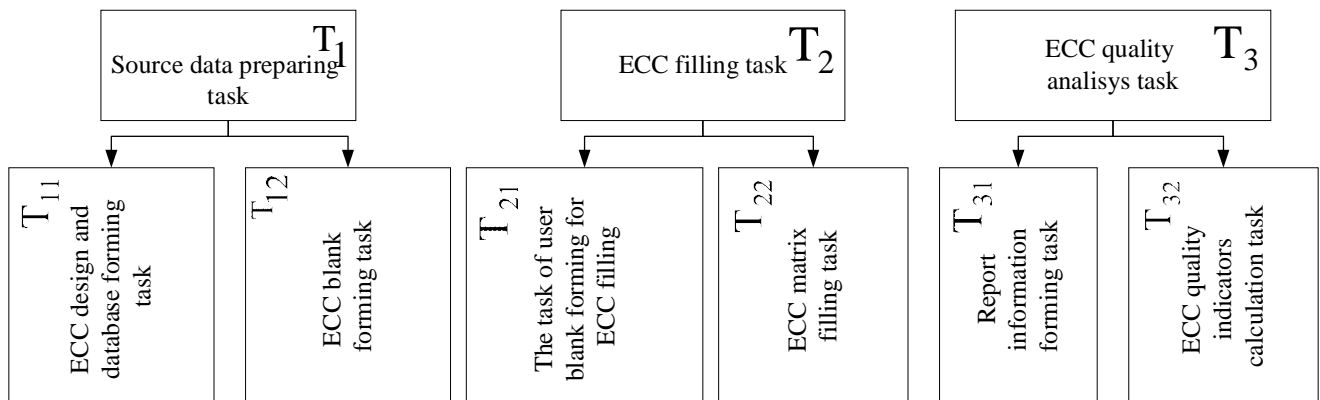 T1
Source data preparing
task
T2
ECC filling task
T3
ECC quality
analisys task
T11
ECC design and
database forming
task
T12
ECC blank
forming task
T21
The task of user
blank forming for
ECC filling
T22
ECC matrix
filling task
T31
Report
information
forming task
T32
ECC quality
indicators
calculation task